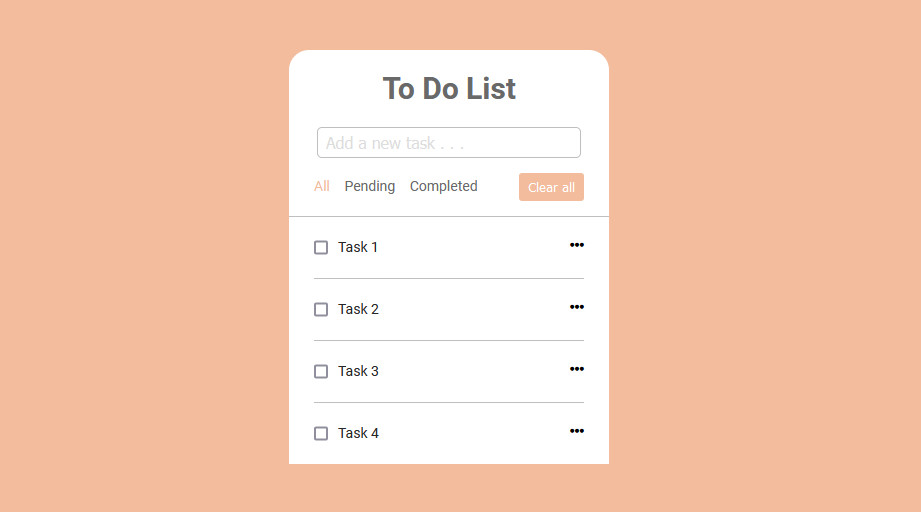 To Do List
Add a new task . . .
All Pending Completed Clear all
Task 1 •••
Task 2 •••
Task 3 •••
Task 4 •••